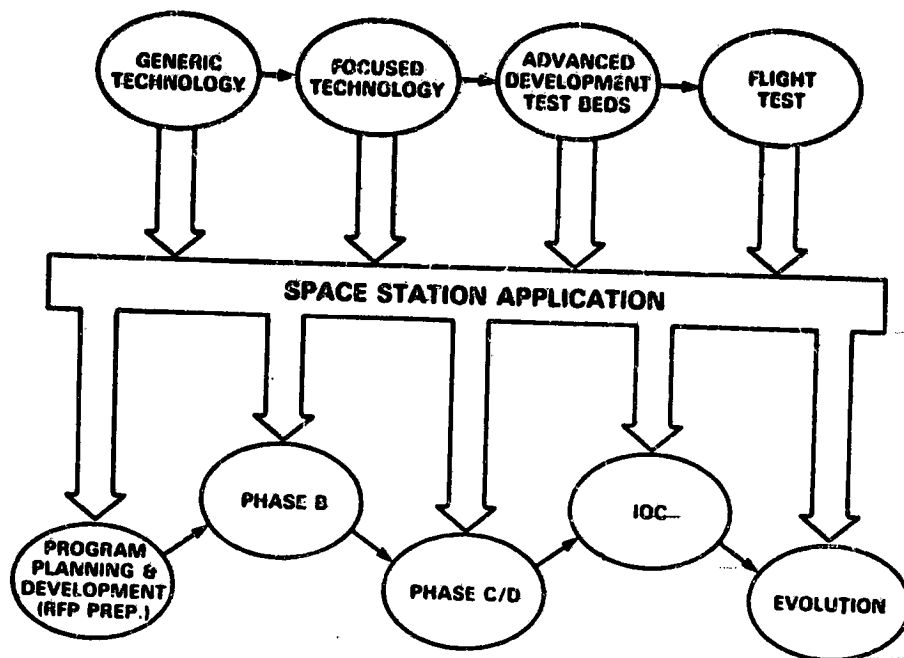 GENERIC
TECHNOLOGY
FOCUSED
TECHNOLOGY
ADVANCED
DEVELOPMENT
TEST BEDS
FLIGHT
TEST
SPACE STATION APPLICATION
PROGRAM
PLANNING &
DEVELOPMENT
(RFP PREP.)
PHASE B
PHASE C/D
IOC
EVOLUTION